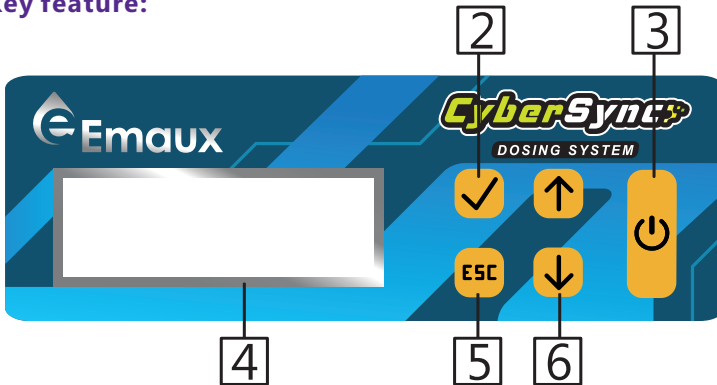 Key feature:
2
3
Emaux
CyberSync
DOSING SYSTEM
ESC
4
5
6